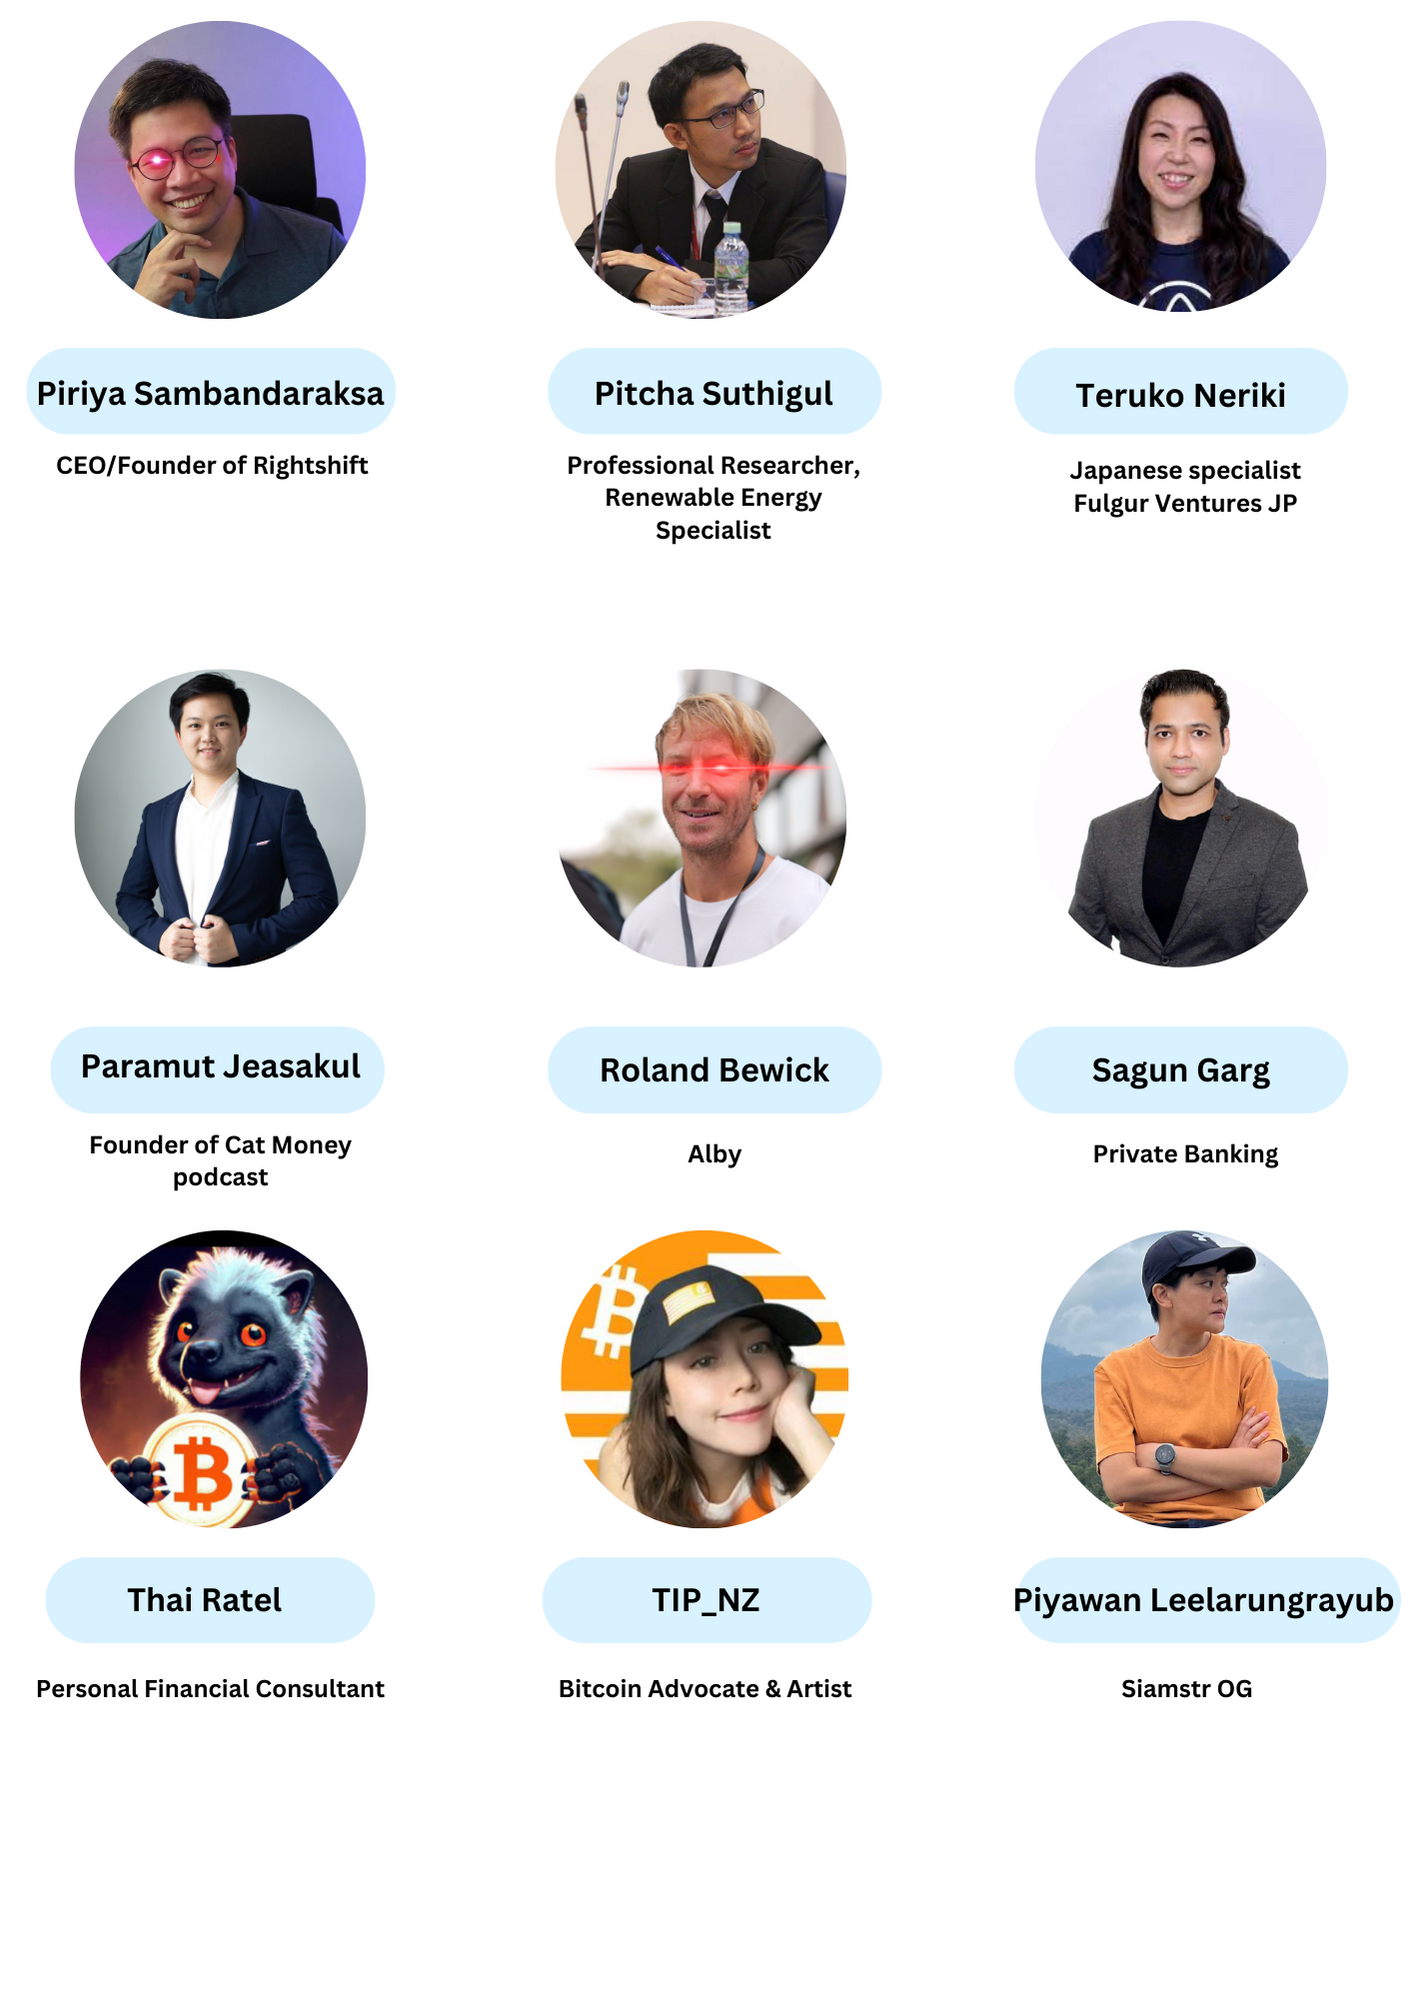 Piriya Sambandaraksa
CEO/Founder of Rightshift
Pitcha Suthigul
Professional Researcher,
Renewable Energy
Specialist
Teruko Neriki
Japanese specialist
Fulgur Ventures JP
Paramut Jeasakul
Founder of Cat Money
podcast
Roland Bewick
Alby
Sagun Garg
Private Banking
Thai Ratel
Personal Financial Consultant
TIP_NZ
Bitcoin Advocate & Artist
Piyawan Leelarungrayub
Siamstr OG